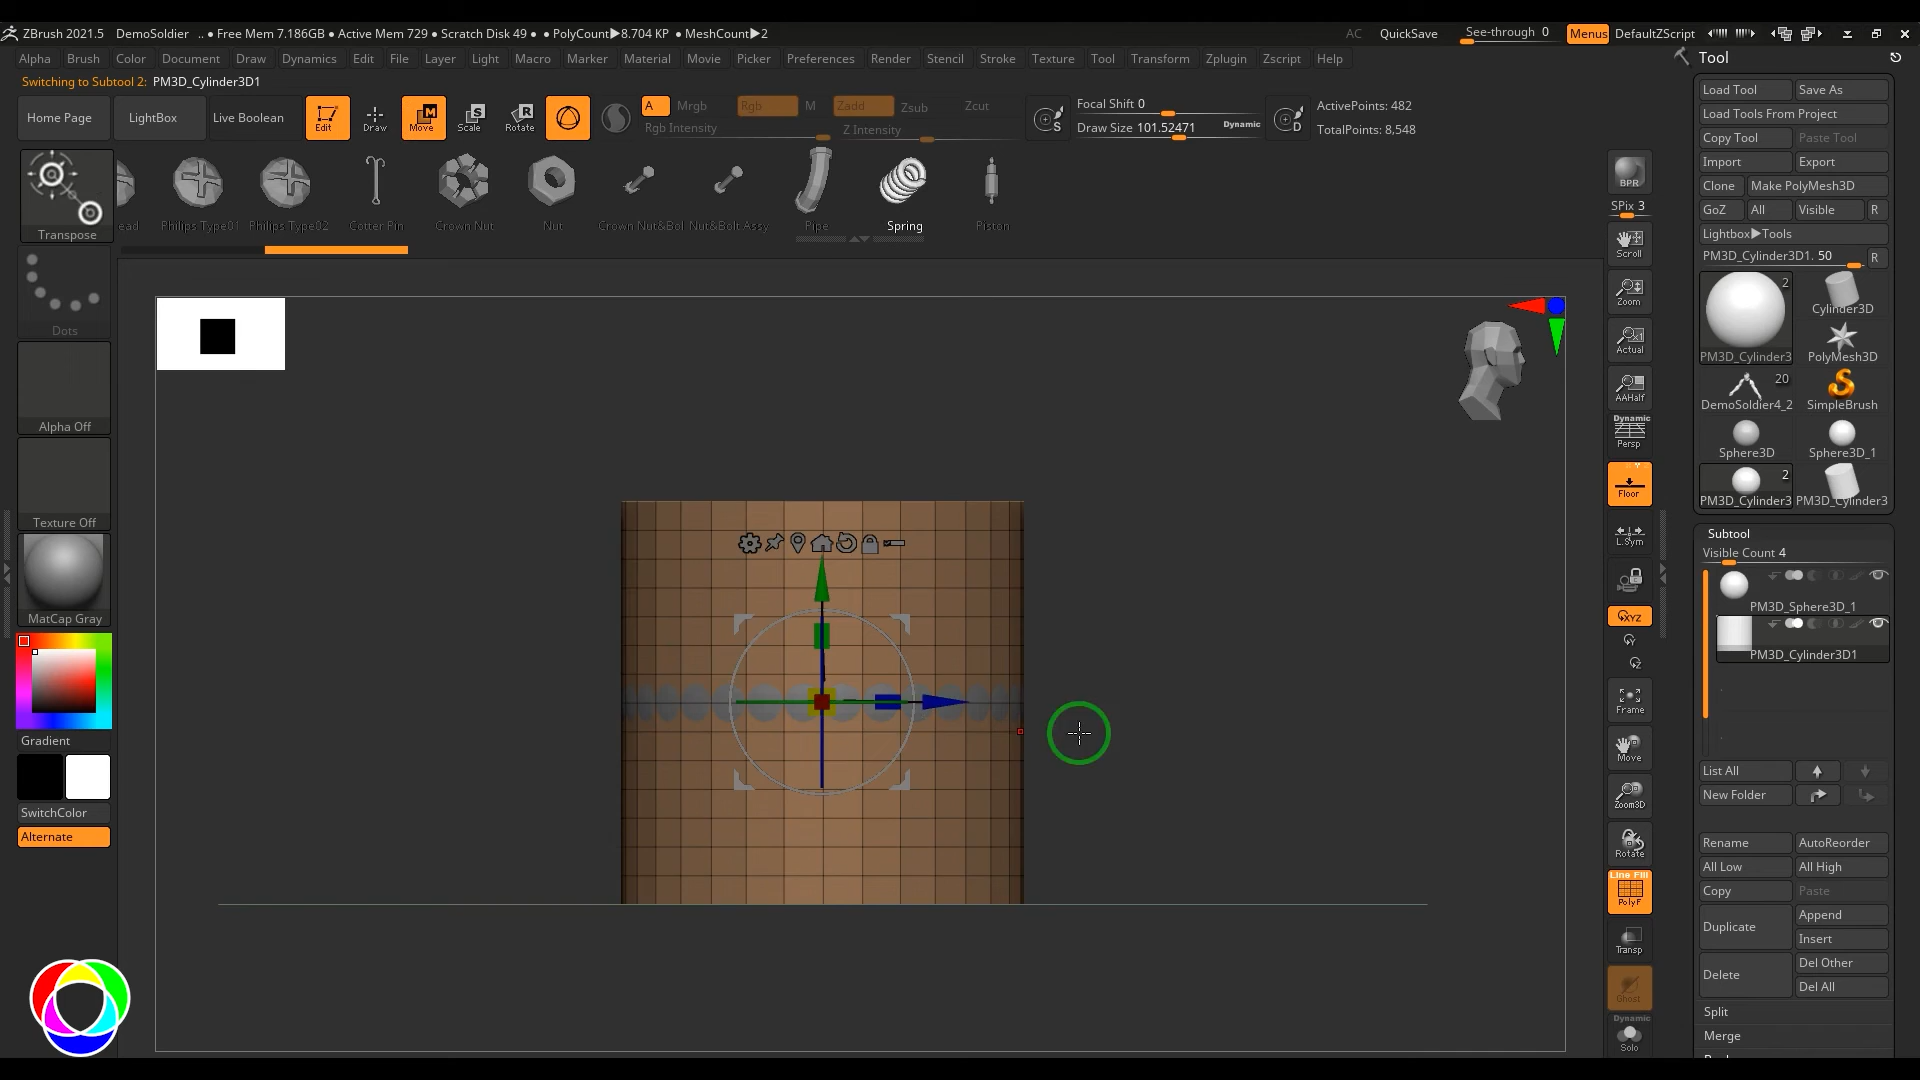 ZBrush 2021.5 DemoSoldier .. • Free Mem 7.186GB • Active Mem 729 • Scratch Disk 49 • • PolyCount▶8.704 KP • MeshCount▶2 AC QuickSave See-through 0 Menus DefaultZScript
Alpha Brush Color Document Draw Dynamics Edit File Layer Light Macro Marker Material Movie Picker Preferences Render Stencil Stroke Texture Tool Transform Zplugin Zscript Help
Tool
Switching to Subtool 2: PM3D_Cylinder3D1
Home Page LightBox Live Boolean Edit Draw Move Scale Rotate
A Mrgb Rgb M Zadd Zsub Zcut
Rgb Intensity Z Intensity
S Focal Shift 0
Draw Size 101.52471 Dynamic
D ActivePoints: 482
TotalPoints: 8,548
Transpose
ead Philips Type01 Philips Type02 Cotter Pin Crown Nut Nut Crown Nut&Bol Nut&Bolt Assy Pipe Spring Piston
Dots
Alpha Off
Texture Off
MatCap Gray
Gradient
SwitchColor
Alternate
BPR
SPix 3
Scroll
Zoom
Actual
AAHalf
Dynamic
Persp
Floor
L.Sym
XYZ
Y
Z
Frame
Move
Zoom3D
Rotate
Line Fill
PolyF
Transp
Ghost
Dynamic
Solo
Load Tool Save As
Load Tools From Project
Copy Tool Paste Tool
Import Export
Clone Make PolyMesh3D
GoZ All Visible R
Lightbox▶Tools
PM3D_Cylinder3D1. 50 R
2
Cylinder3D
PM3D_Cylinder3 PolyMesh3D
20
DemoSoldier4_2 SimpleBrush
Sphere3D Sphere3D_1
2
PM3D_Cylinder3 PM3D_Cylinder3
Subtool
Visible Count 4
PM3D_Sphere3D_1
PM3D_Cylinder3D1
List All
New Folder
Rename AutoReorder
All Low All High
Copy Paste
Duplicate Append
Insert
Delete Del Other
Del All
Split
Merge